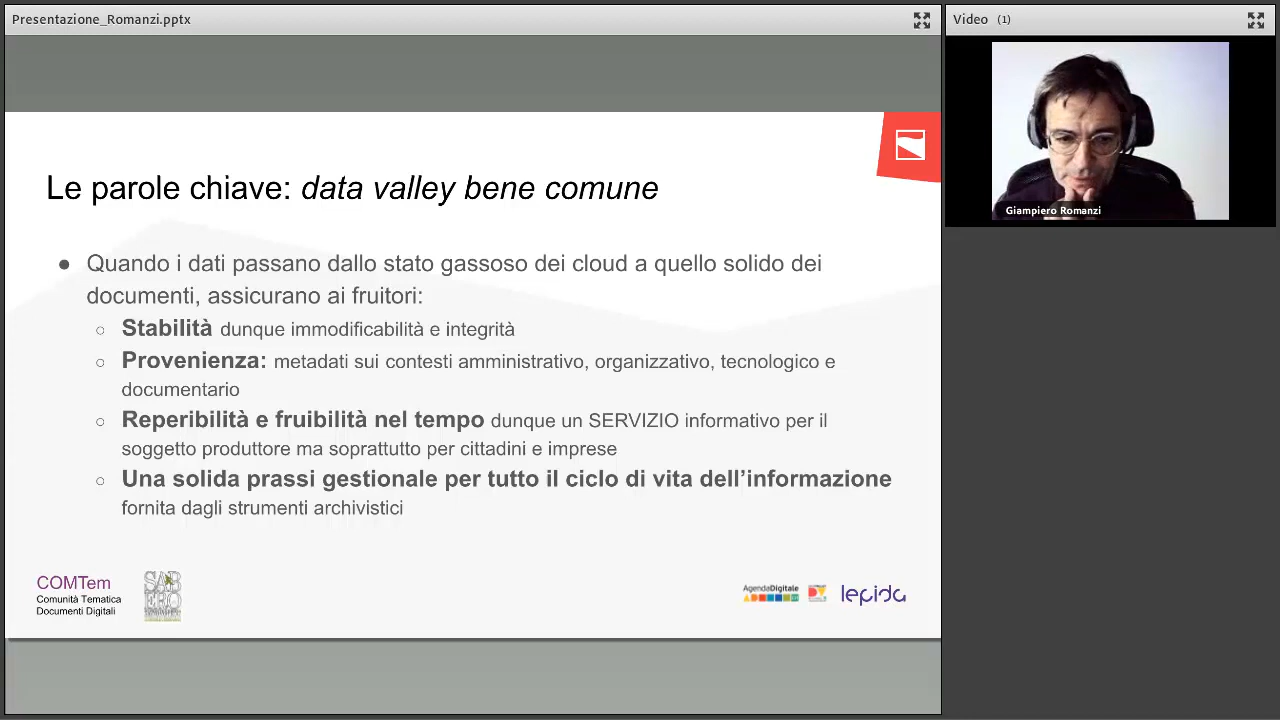 Presentazione_Romanzi.pptx
Video (1)
Giampiero Romanzi
Le parole chiave: data valley bene comune
● Quando i dati passano dallo stato gassoso dei cloud a quello solido dei
documenti, assicurano ai fruitori:
○ Stabilità dunque immodificabilità e integrità
○ Provenienza: metadati sui contesti amministrativo, organizzativo, tecnologico e
documentario
○ Reperibilità e fruibilità nel tempo dunque un SERVIZIO informativo per il
soggetto produttore ma soprattutto per cittadini e imprese
○ Una solida prassi gestionale per tutto il ciclo di vita dell’informazione
fornita dagli strumenti archivistici
COMTem
Comunità Tematica
Documenti Digitali
SAB
ERO
AgendaDigitale
lepida